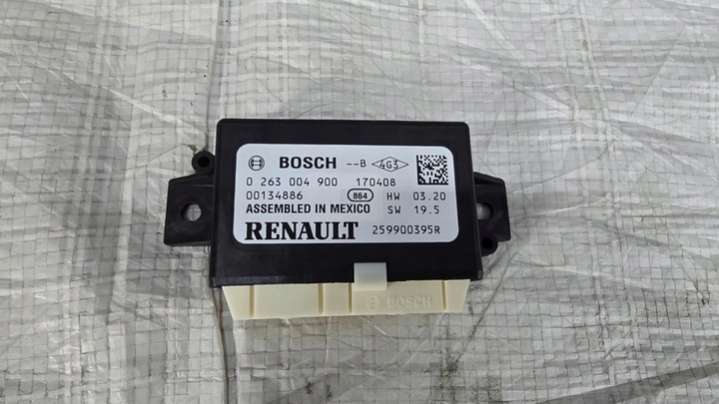 BOSCH --B 4G3
0 263 004 900 170408
00134886 864 HW 03.20
ASSEMBLED IN MEXICO SW 19.5
RENAULT 259900395R
BOSCH